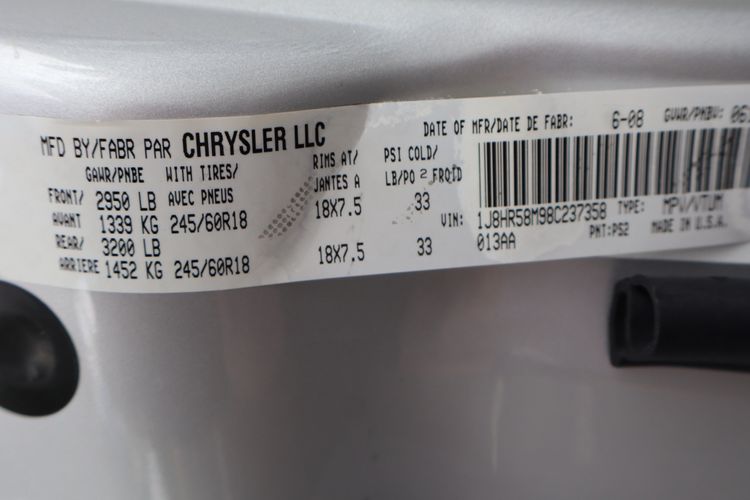 MFD BY/FABR PAR CHRYSLER LLC DATE OF MFR/DATE DE FABR: 6-08 GVWR/PNBV:
GAWR/PNBE WITH TIRES/ RIMS AT/ PSI COLD/
FRONT/ 2950 LB AVEC PNEUS JANTES A LB/PO2 FROID
AVANT 1339 KG 245/60R18 18X7.5 33 VIN: 1J8HR58M98C237358 TYPE: MPV/VTUM
REAR/ 3200 LB 013AA PNT:PS2 MADE IN U.S.A.
ARRIERE 1452 KG 245/60R18 18X7.5 33